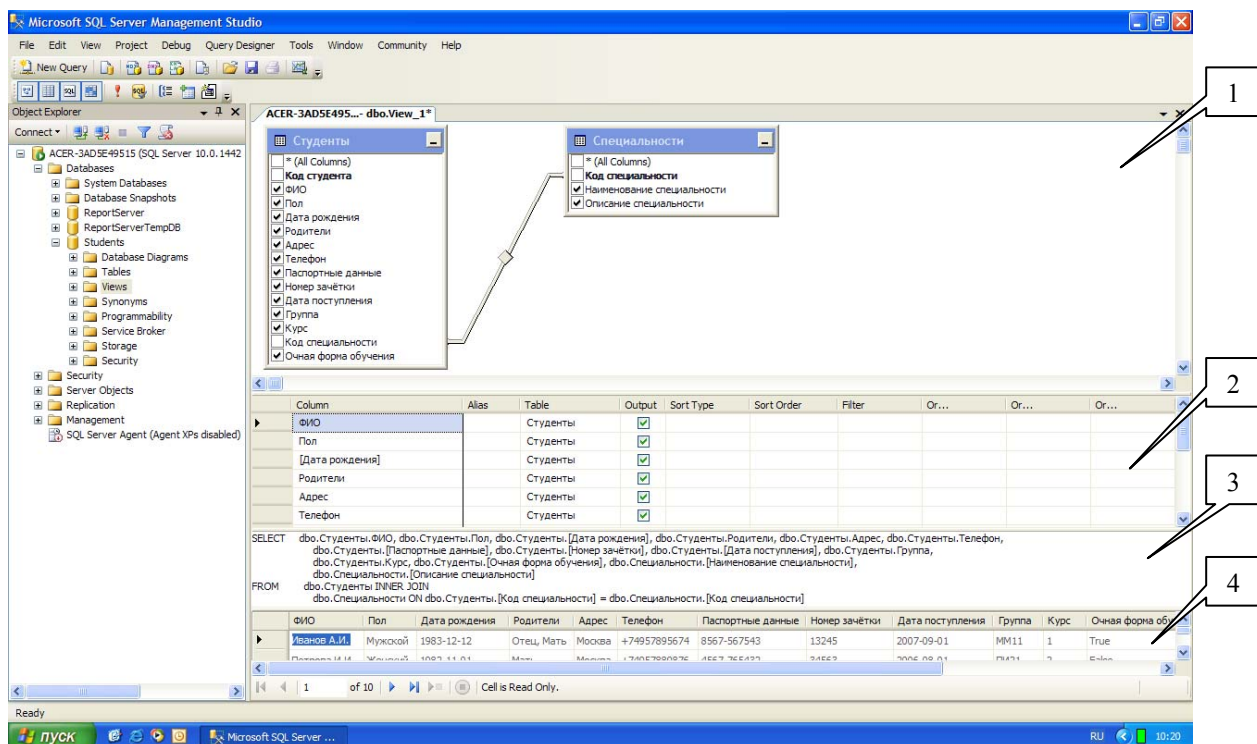 Microsoft SQL Server Management Studio
File Edit View Project Debug Query Designer Tools Window Community Help
New Query
Object Explorer
ACER-3AD5E495...- dbo.View_1*
Connect
ACER-3AD5E49515 (SQL Server 10.0.1442
Databases
System Databases
Database Snapshots
ReportServer
ReportServerTempDB
Students
Database Diagrams
Tables
Views
Synonyms
Programmability
Service Broker
Storage
Security
Security
Server Objects
Replication
Management
SQL Server Agent (Agent XPs disabled)
Студенты
* (All Columns)
Код студента
ФИО
Пол
Дата рождения
Родители
Адрес
Телефон
Паспортные данные
Номер зачётки
Дата поступления
Группа
Курс
Код специальности
Очная форма обучения
Специальности
* (All Columns)
Код специальности
Наименование специальности
Описание специальности
1
Column Alias Table Output Sort Type Sort Order Filter Or... Or... Or...
ФИО Студенты
Пол Студенты
[Дата рождения] Студенты
Родители Студенты
Адрес Студенты
Телефон Студенты
2
SELECT dbo.Студенты.ФИО, dbo.Студенты.Пол, dbo.Студенты.[Дата рождения], dbo.Студенты.Родители, dbo.Студенты.Адрес, dbo.Студенты.Телефон,
dbo.Студенты.[Паспортные данные], dbo.Студенты.[Номер зачётки], dbo.Студенты.[Дата поступления], dbo.Студенты.Группа,
dbo.Студенты.Курс, dbo.Студенты.[Очная форма обучения], dbo.Специальности.[Наименование специальности],
dbo.Специальности.[Описание специальности]
FROM dbo.Студенты INNER JOIN
dbo.Специальности ON dbo.Студенты.[Код специальности] = dbo.Специальности.[Код специальности]
3
ФИО Пол Дата рождения Родители Адрес Телефон Паспортные данные Номер зачётки Дата поступления Группа Курс Очная форма обу
Иванов А.И. Мужской 1983-12-12 Отец, Мать Москва +74957895674 8567-567543 13245 2007-09-01 ММ11 1 True
4
1 of 10 Cell is Read Only.
Ready
пуск
Microsoft SQL Server ...
RU 10:20